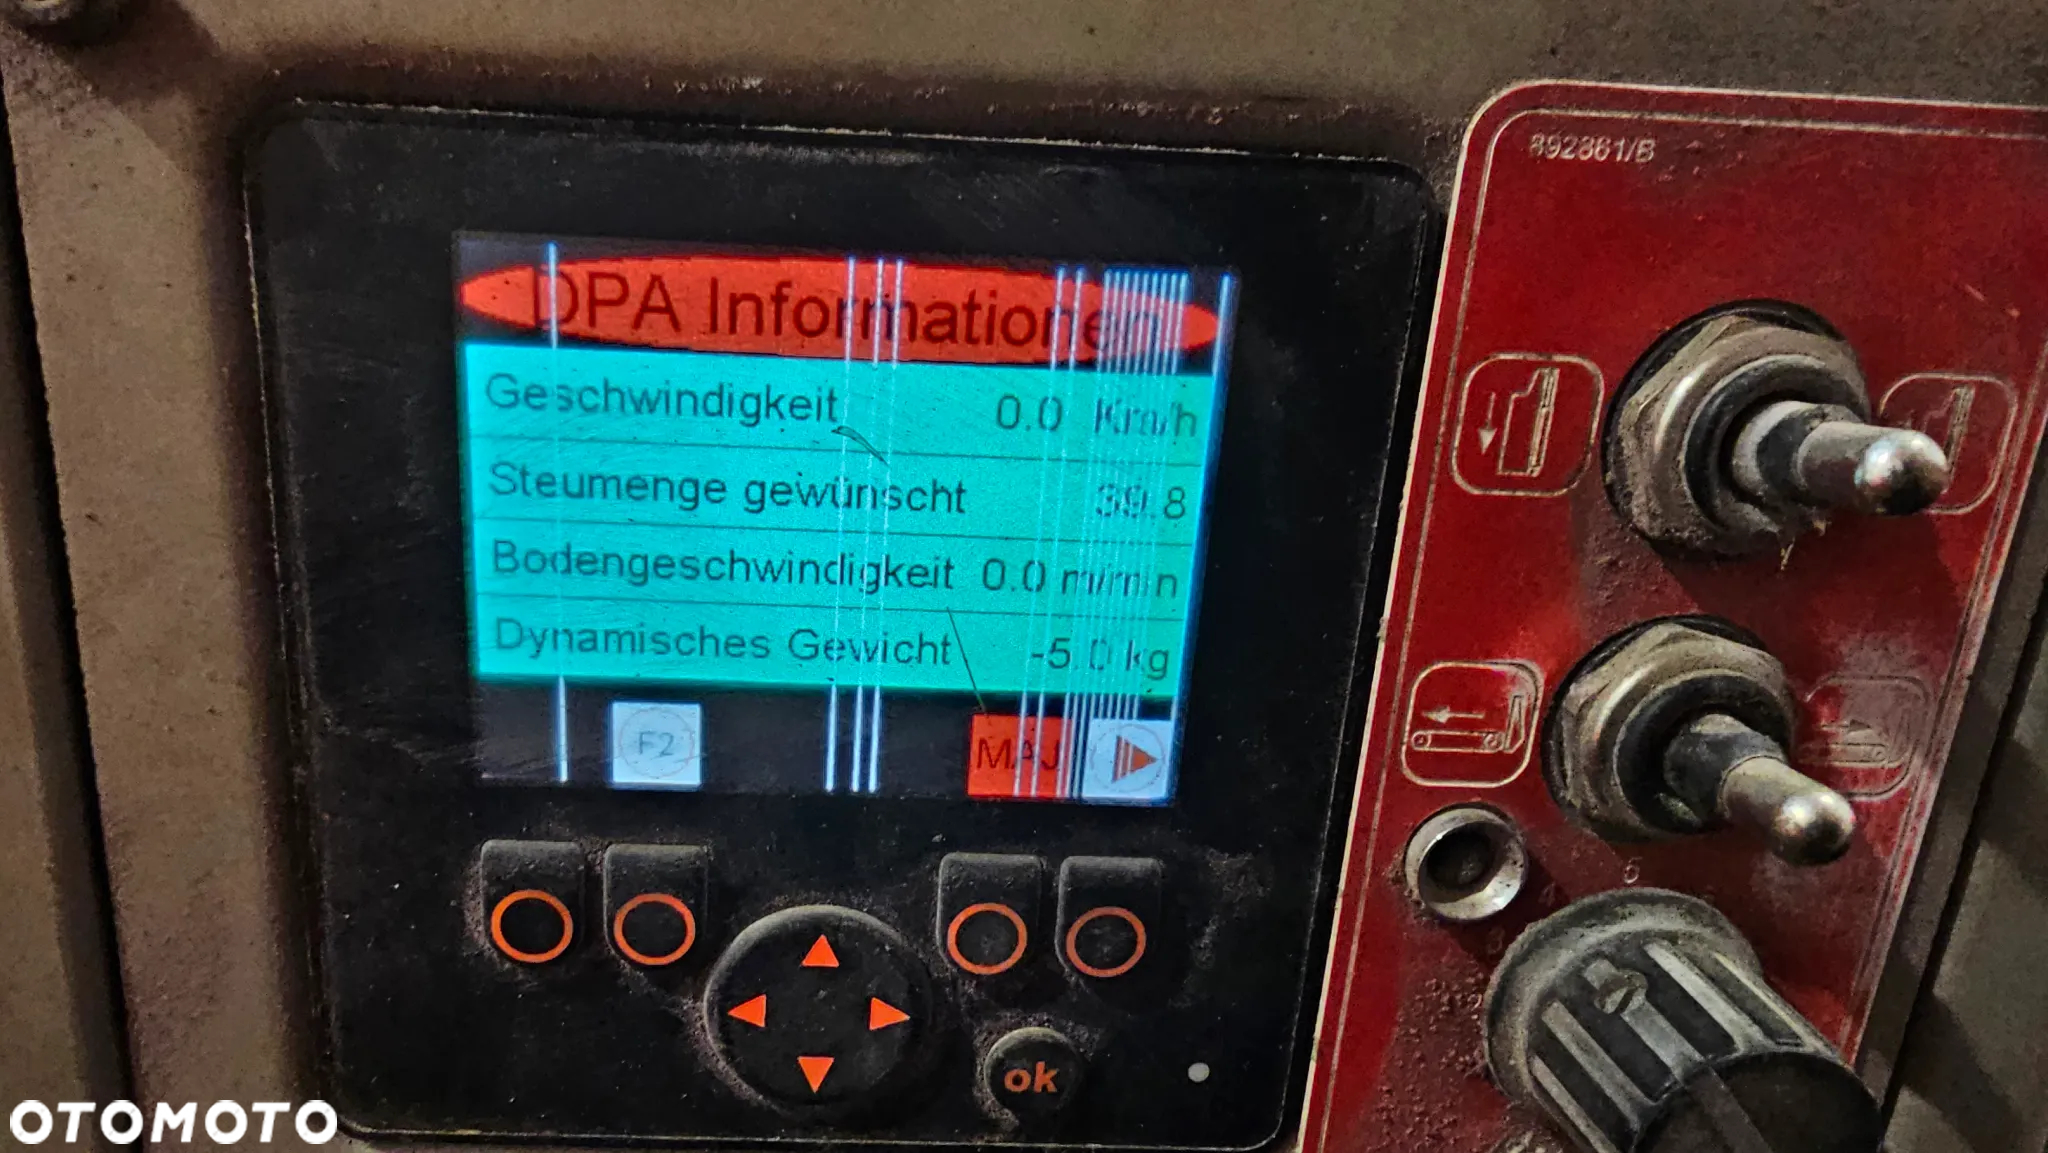 892861/B
DPA Informationen
Geschwindigkeit 0.0 Km/h
Steumenge gewünscht 39.8
Bodengeschwindigkeit 0.0 m/min
Dynamisches Gewicht -5.0 kg
F2 MAJ
ok
5
OTOMOTO